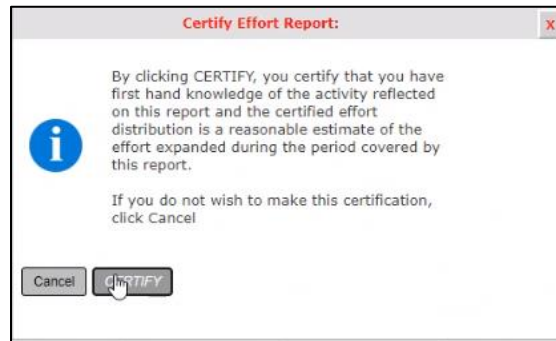 Certify Effort Report:
X
By clicking CERTIFY, you certify that you have
first hand knowledge of the activity reflected
on this report and the certified effort
distribution is a reasonable estimate of the
effort expanded during the period covered by
this report.
If you do not wish to make this certification,
click Cancel
Cancel CERTIFY